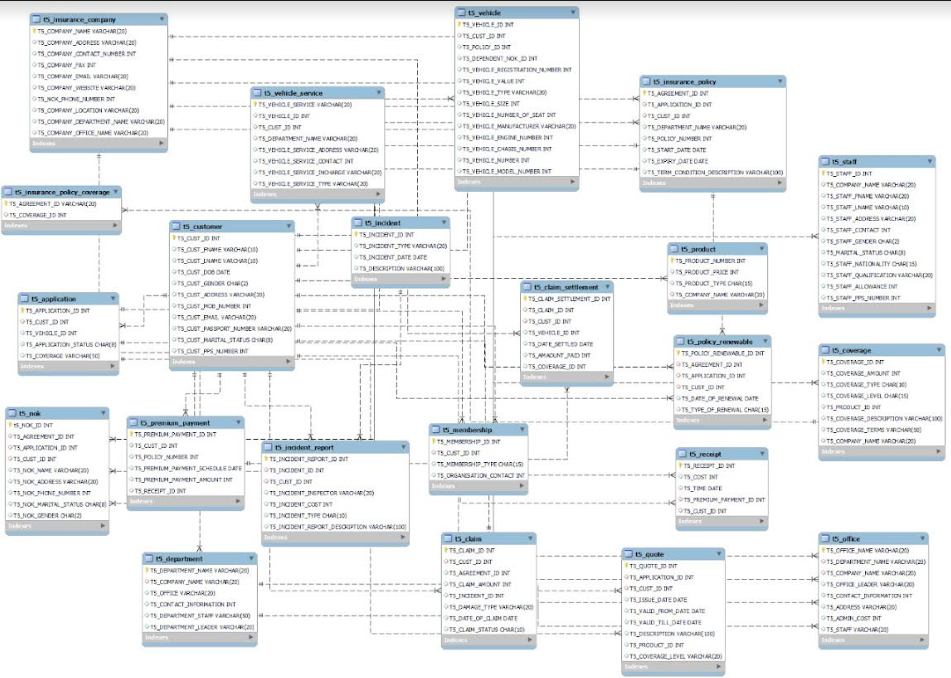 t5_insurance_company
T5_COMPANY_NAME VARCHAR(20)
T5_COMPANY_ADDRESS VARCHAR(20)
T5_COMPANY_CONTACT_NUMBER INT
T5_COMPANY_FAX INT
T5_COMPANY_EMAIL VARCHAR(20)
T5_COMPANY_WEBSITE VARCHAR(20)
T5_NOK_PHONE_NUMBER INT
T5_COMPANY_LOCATION VARCHAR(20)
T5_COMPANY_DEPARTMENT_NAME VARCHAR(20)
T5_COMPANY_OFFICE_NAME VARCHAR(20)
Indexes
t5_vehicle
T5_VEHICLE_ID INT
T5_CUST_ID INT
T5_POLICY_ID INT
T5_DEPENDENT_NOK_ID INT
T5_VEHICLE_REGISTRATION_NUMBER INT
T5_VEHICLE_VALUE INT
T5_VEHICLE_TYPE VARCHAR(20)
T5_VEHICLE_SIZE INT
T5_VEHICLE_NUMBER_OF_SEAT INT
T5_VEHICLE_MANUFACTURER VARCHAR(20)
T5_VEHICLE_ENGINE_NUMBER INT
T5_VEHICLE_CHASIS_NUMBER INT
T5_VEHICLE_NUMBER INT
T5_VEHICLE_MODEL_NUMBER INT
Indexes
t5_vehicle_service
T5_VEHICLE_SERVICE VARCHAR(20)
T5_VEHICLE_ID INT
T5_CUST_ID INT
T5_DEPARTMENT_NAME VARCHAR(20)
T5_VEHICLE_SERVICE_ADDRESS VARCHAR(20)
T5_VEHICLE_SERVICE_CONTACT INT
T5_VEHICLE_SERVICE_INCHARGE VARCHAR(20)
T5_VEHICLE_SERVICE_TYPE VARCHAR(20)
Indexes
t5_insurance_policy
T5_AGREEMENT_ID INT
T5_APPLICATION_ID INT
T5_CUST_ID INT
T5_DEPARTMENT_NAME VARCHAR(20)
T5_POLICY_NUMBER INT
T5_START_DATE DATE
T5_EXPIRY_DATE DATE
T5_TERM_CONDITION_DESCRIPTION VARCHAR(100)
Indexes
t5_staff
T5_STAFF_ID INT
T5_COMPANY_NAME VARCHAR(20)
T5_STAFF_FNAME VARCHAR(20)
T5_STAFF_LNAME VARCHAR(10)
T5_STAFF_ADDRESS VARCHAR(20)
T5_STAFF_CONTACT INT
T5_STAFF_GENDER CHAR(2)
T5_MARITAL_STATUS CHAR(8)
T5_STAFF_NATIONALITY CHAR(15)
T5_STAFF_QUALIFICATION VARCHAR(20)
T5_STAFF_ALLOWANCE INT
T5_STAFF_PPS_NUMBER INT
Indexes
t5_insurance_policy_coverage
T5_AGREEMENT_ID VARCHAR(20)
T5_COVERAGE_ID INT
Indexes
t5_customer
T5_CUST_ID INT
T5_CUST_FNAME VARCHAR(10)
T5_CUST_LNAME VARCHAR(10)
T5_CUST_DOB DATE
T5_CUST_GENDER CHAR(2)
T5_CUST_ADDRESS VARCHAR(20)
T5_CUST_MOB_NUMBER INT
T5_CUST_EMAIL VARCHAR(20)
T5_CUST_PASSPORT_NUMBER VARCHAR(20)
T5_CUST_MARITAL_STATUS CHAR(8)
T5_CUST_PPS_NUMBER INT
Indexes
t5_incident
T5_INCIDENT_ID INT
T5_INCIDENT_TYPE VARCHAR(20)
T5_INCIDENT_DATE DATE
T5_DESCRIPTION VARCHAR(100)
Indexes
t5_product
T5_PRODUCT_NUMBER INT
T5_PRODUCT_PRICE INT
T5_PRODUCT_TYPE CHAR(15)
T5_COMPANY_NAME VARCHAR(20)
Indexes
t5_claim_settlement
T5_CLAIM_SETTLEMENT_ID INT
T5_CLAIM_ID INT
T5_CUST_ID INT
T5_VEHICLE_ID INT
T5_DATE_SETTLED DATE
T5_AMOUNT_PAID INT
T5_COVERAGE_ID INT
Indexes
t5_application
T5_APPLICATION_ID INT
T5_CUST_ID INT
T5_VEHICLE_ID INT
T5_APPLICATION_STATUS CHAR(8)
T5_COVERAGE VARCHAR(50)
Indexes
t5_policy_renewable
T5_POLICY_RENEWABLE_ID INT
T5_AGREEMENT_ID INT
T5_APPLICATION_ID INT
T5_CUST_ID INT
T5_DATE_OF_RENEWAL DATE
T5_TYPE_OF_RENEWAL CHAR(15)
Indexes
t5_coverage
T5_COVERAGE_ID INT
T5_COVERAGE_AMOUNT INT
T5_COVERAGE_TYPE CHAR(10)
T5_COVERAGE_LEVEL CHAR(15)
T5_PRODUCT_ID INT
T5_COVERAGE_DESCRIPTION VARCHAR(100)
T5_COVERAGE_TERMS VARCHAR(50)
T5_COMPANY_NAME VARCHAR(20)
Indexes
t5_nok
t5_NOK_ID INT
T5_AGREEMENT_ID INT
T5_APPLICATION_ID INT
T5_CUST_ID INT
T5_NOK_NAME VARCHAR(20)
T5_NOK_ADDRESS VARCHAR(20)
T5_NOK_PHONE_NUMBER INT
T5_NOK_MARITAL_STATUS CHAR(8)
T5_NOK_GENDER CHAR(2)
Indexes
t5_premium_payment
T5_PREMIUM_PAYMENT_ID INT
T5_CUST_ID INT
T5_POLICY_NUMBER INT
T5_PREMIUM_PAYMENT_SCHEDULE DATE
T5_PREMIUM_PAYMENT_AMOUNT INT
T5_RECEIPT_ID INT
Indexes
t5_incident_report
T5_INCIDENT_REPORT_ID INT
T5_INCIDENT_ID INT
T5_CUST_ID INT
T5_INCIDENT_INSPECTOR VARCHAR(20)
T5_INCIDENT_COST INT
T5_INCIDENT_TYPE CHAR(10)
T5_INCIDENT_REPORT_DESCRIPTION VARCHAR(100)
Indexes
t5_membership
T5_MEMBERSHIP_ID INT
T5_CUST_ID INT
T5_MEMBERSHIP_TYPE CHAR(15)
T5_ORGANISATION_CONTACT INT
Indexes
t5_receipt
T5_RECEIPT_ID INT
T5_COST INT
T5_TIME DATE
T5_PREMIUM_PAYMENT_ID INT
T5_CUST_ID INT
Indexes
t5_department
T5_DEPARTMENT_NAME VARCHAR(20)
T5_COMPANY_NAME VARCHAR(20)
T5_OFFICE VARCHAR(20)
T5_CONTACT_INFORMATION INT
T5_DEPARTMENT_STAFF VARCHAR(50)
T5_DEPARTMENT_LEADER VARCHAR(20)
Indexes
t5_claim
T5_CLAIM_ID INT
T5_CUST_ID INT
T5_AGREEMENT_ID INT
T5_CLAIM_AMOUNT INT
T5_INCIDENT_ID INT
T5_DAMAGE_TYPE VARCHAR(20)
T5_DATE_OF_CLAIM DATE
T5_CLAIM_STATUS CHAR(10)
Indexes
t5_quote
T5_QUOTE_ID INT
T5_APPLICATION_ID INT
T5_CUST_ID INT
T5_ISSUE_DATE DATE
T5_VALID_FROM_DATE DATE
T5_VALID_TILL_DATE DATE
T5_DESCRIPTION VARCHAR(100)
T5_PRODUCT_ID INT
T5_COVERAGE_LEVEL VARCHAR(20)
Indexes
t5_office
T5_OFFICE_NAME VARCHAR(20)
T5_DEPARTMENT_NAME VARCHAR(20)
T5_COMPANY_NAME VARCHAR(20)
T5_OFFICE_LEADER VARCHAR(20)
T5_CONTACT_INFORMATION INT
T5_ADDRESS VARCHAR(20)
T5_ADMIN_COST INT
T5_STAFF VARCHAR(20)
Indexes